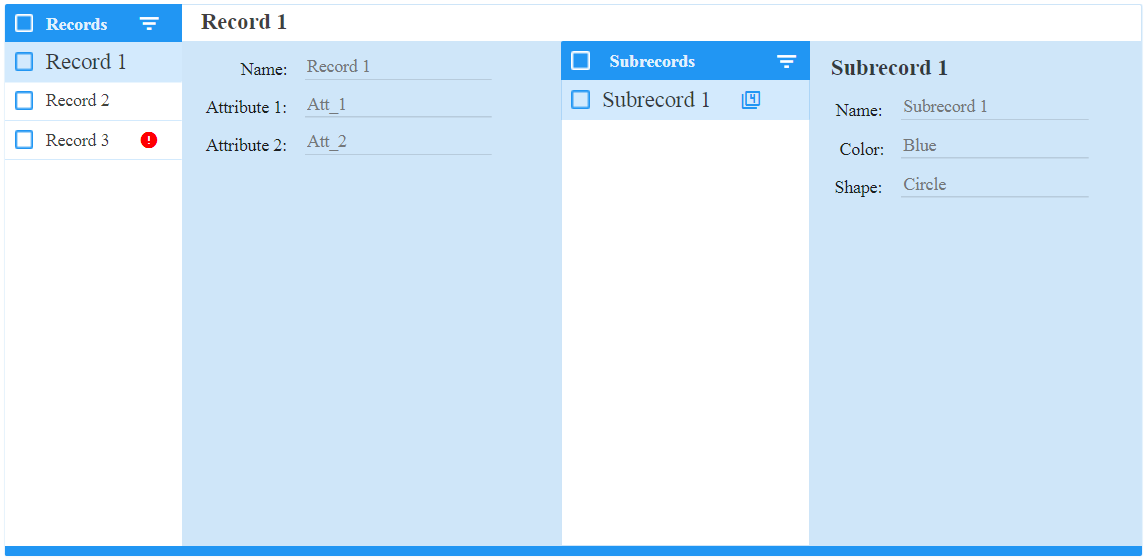 Records
Record 1
Record 2
Record 3
Record 1
Name: Record 1
Attribute 1: Att_1
Attribute 2: Att_2
Subrecords
Subrecord 1 4
Subrecord 1
Name: Subrecord 1
Color: Blue
Shape: Circle